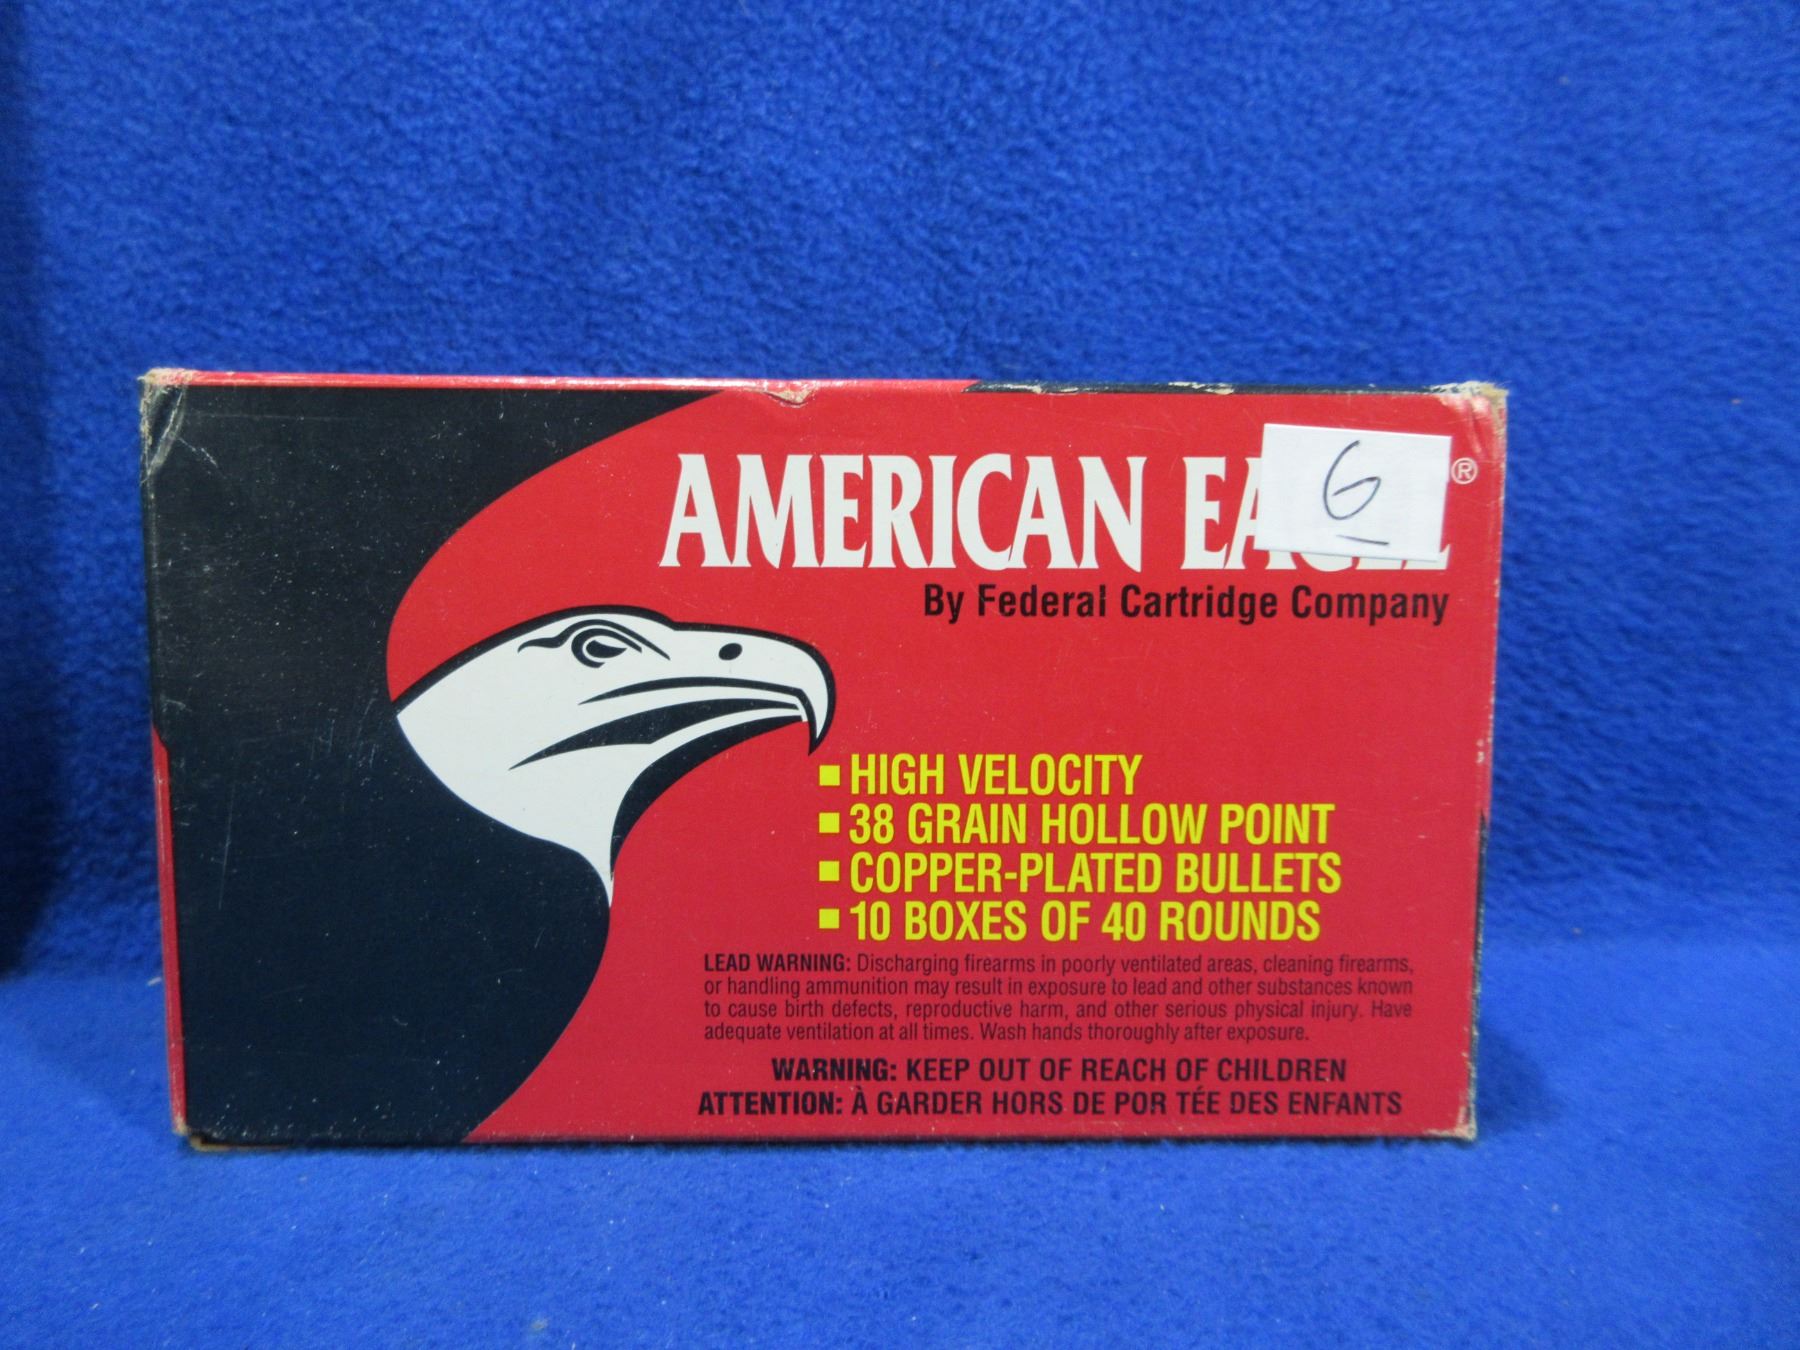 AMERICAN EA
®
6
By Federal Cartridge Company
■ HIGH VELOCITY
■ 38 GRAIN HOLLOW POINT
■ COPPER-PLATED BULLETS
■ 10 BOXES OF 40 ROUNDS
LEAD WARNING: Discharging firearms in poorly ventilated areas, cleaning firearms,
or handling ammunition may result in exposure to lead and other substances known
to cause birth defects, reproductive harm, and other serious physical injury. Have
adequate ventilation at all times. Wash hands thoroughly after exposure.
WARNING: KEEP OUT OF REACH OF CHILDREN
ATTENTION: À GARDER HORS DE POR TÉE DES ENFANTS